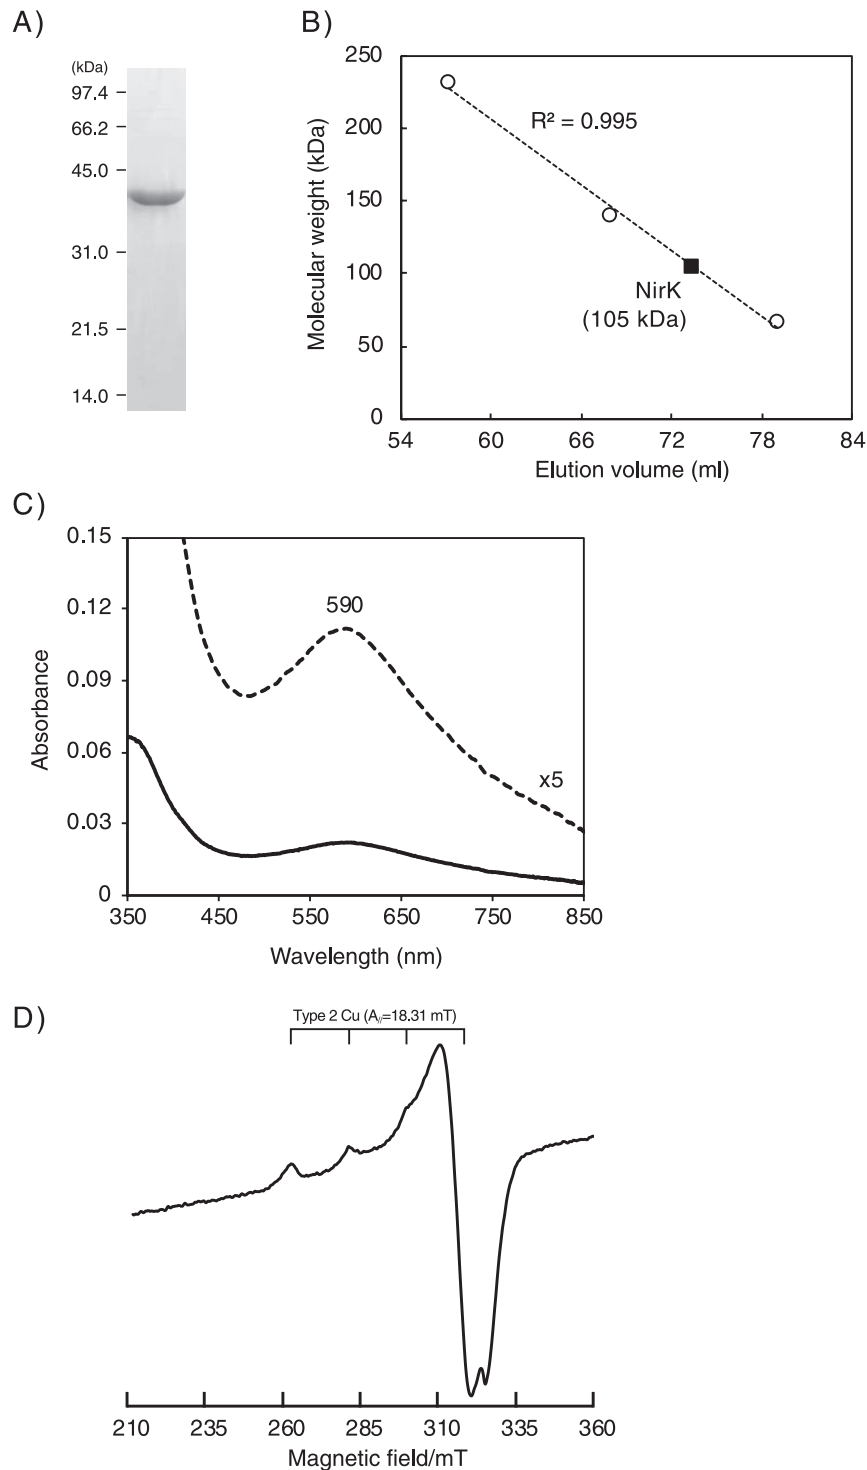 A)
(kDa)
97.4
66.2
45.0
31.0
21.5
14.0
B)
Molecular weight (kDa)
250
200
150
100
50
0
R² = 0.995
NirK
(105 kDa)
54 60 66 72 78 84
Elution volume (ml)
C)
Absorbance
0.15
0.12
0.09
0.06
0.03
0
590
x5
350 450 550 650 750 850
Wavelength (nm)
D)
Type 2 Cu (A//=18.31 mT)
210 235 260 285 310 335 360
Magnetic field/mT